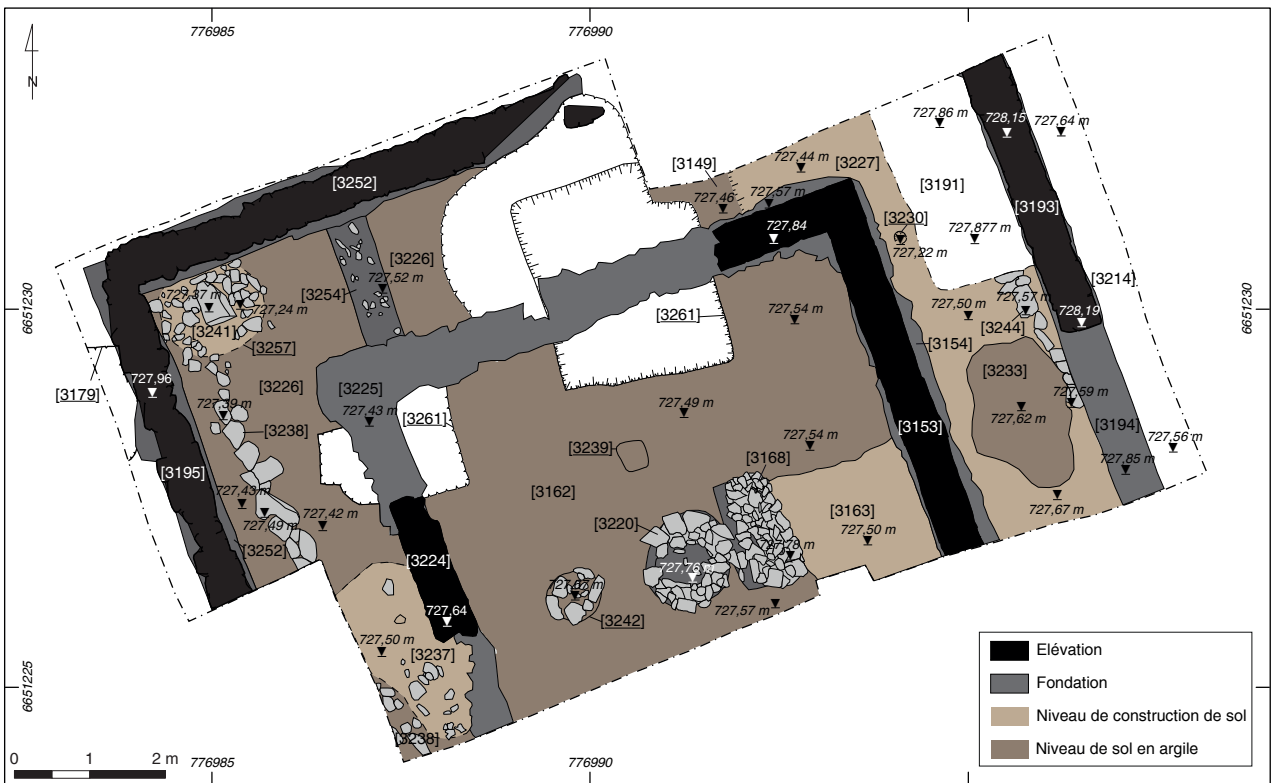 776985
776990
N
6651230
6651225
6651230
[3252]
[3149]
727,46
727,44 m
[3227]
727,57 m
727,84
727,86 m
[3191]
728,15
727,64 m
[3193]
[3230]
727,22 m
727,877 m
[3214]
728,19
[3226]
727,52 m
[3254]
727,37 m
727,24 m
[3241]
[3257]
[3261]
727,54 m
727,50 m
727,57 m
[3244]
[3154]
[3179]
727,96
[3226]
[3225]
727,43 m
727,39 m
[3238]
[3261]
727,49 m
[3233]
727,62 m
727,59 m
[3194]
727,56 m
727,85 m
[3153]
727,54 m
[3239]
[3168]
[3195]
727,43 m
727,49 m
727,42 m
[3252]
[3162]
[3220]
[3163]
727,50 m
727,67 m
[3224]
727,78 m
727,76 m
[3242]
727,57 m
727,64
727,50 m
[3237]
[3238]
0 1 2 m
776985
776990
Elévation
Fondation
Niveau de construction de sol
Niveau de sol en argile